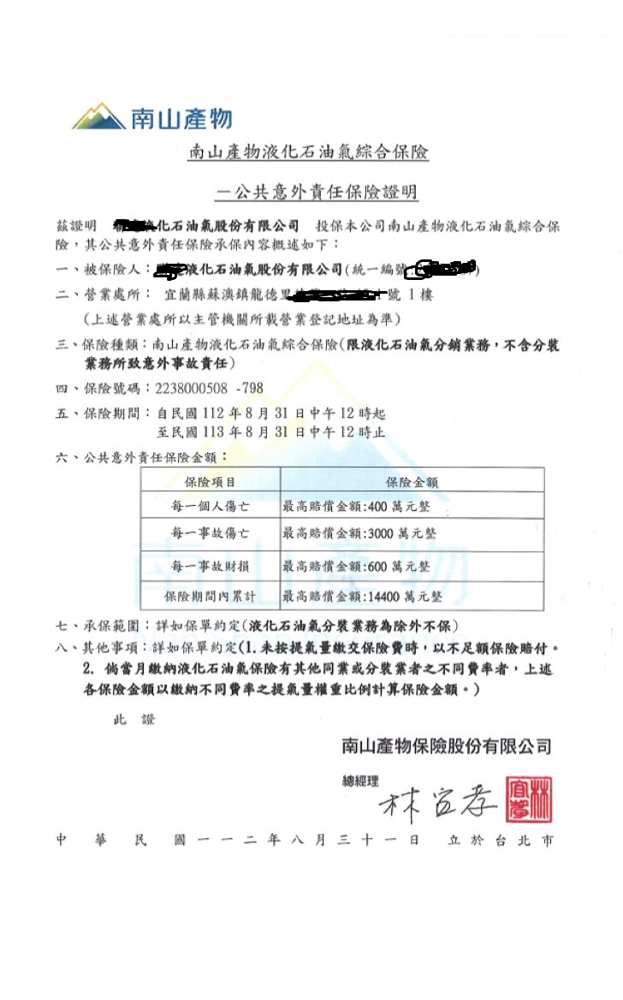 南山產物
南山產物液化石油氣綜合保險
－公共意外責任保險證明
茲證明 化石油氣股份有限公司 投保本公司南山產物液化石油氣綜合保
險，其公共意外責任保險承保內容概述如下：
一、被保險人：液化石油氣股份有限公司(統一編號:)
二、營業處所： 宜蘭縣蘇澳鎮龍德里 號 1 樓
(上述營業處所以主管機關所載營業登記地址為準)
三、保險種類：南山產物液化石油氣綜合保險(限液化石油氣分銷業務，不含分裝
業務所致意外事故責任)
四、保險號碼：2238000508 -798
五、保險期間：自民國 112 年 8 月 31 日中午 12 時起
至民國 113 年 8 月 31 日中午 12 時止
六、公共意外責任保險金額：
保險項目 保險金額
每一個人傷亡 最高賠償金額:400 萬元整
每一事故傷亡 最高賠償金額:3000 萬元整
每一事故財損 最高賠償金額:600 萬元整
保險期間內累計 最高賠償金額:14400 萬元整
七、承保範圍：詳如保單約定(液化石油氣分裝業務為除外不保)
八、其他事項：詳如保單約定(1.未按提氣量繳交保險費時，以不足額保險賠付。
2. 倘當月繳納液化石油氣保險有其他同業或分裝業者之不同費率者，上述
各保險金額以繳納不同費率之提氣量權重比例計算保險金額。)
此 證
南山產物保險股份有限公司
總經理
林宜孝
中 華 民 國 一 一 二 年 八 月 三 十 一 日 立 於 台 北 市
南山產物